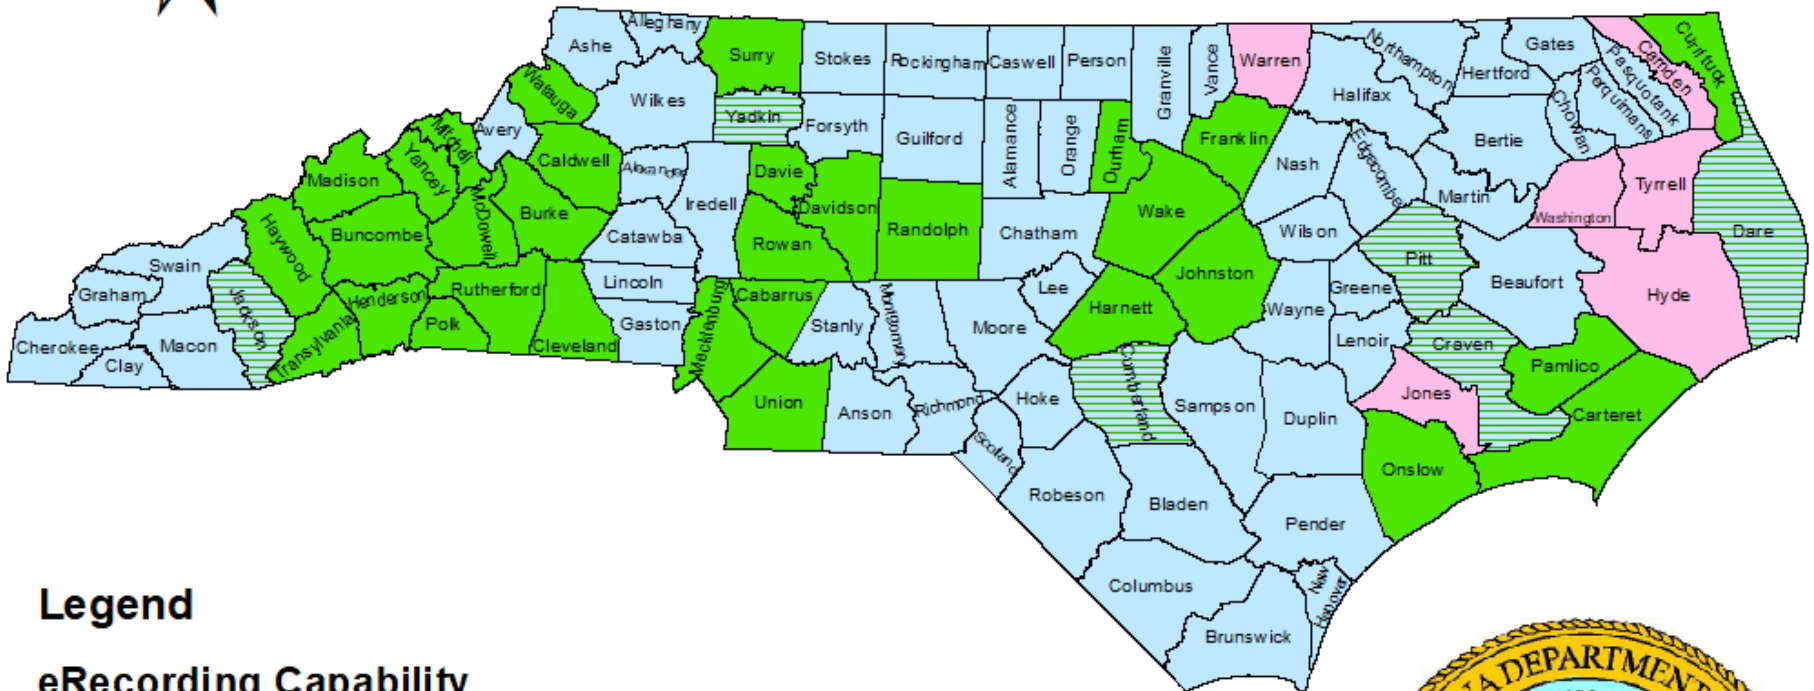 Alleghany
Ashe
Surry
Stokes
Rockingham
Caswell
Person
Granville
Vance
Warren
Northampton
Hertford
Gates
Camden
Currituck
Pasquotank
Perquimans
Chowan
Watauga
Wilkes
Yadkin
Forsyth
Guilford
Alamance
Orange
Durham
Franklin
Halifax
Bertie
Avery
Mitchell
Yancey
Caldwell
Alexander
Davie
Nash
Edgecombe
Martin
Washington
Tyrrell
Dare
Madison
McDowell
Burke
Iredell
Davidson
Randolph
Chatham
Wake
Wilson
Haywood
Buncombe
Catawba
Rowan
Pitt
Beaufort
Hyde
Swain
Graham
Jackson
Henderson
Rutherford
Lincoln
Cabarrus
Lee
Harnett
Johnston
Greene
Wayne
Cherokee
Clay
Macon
Transylvania
Polk
Cleveland
Gaston
Mecklenburg
Stanly
Montgomery
Moore
Lenoir
Craven
Pamlico
Carteret
Jones
Union
Anson
Richmond
Scotland
Hoke
Cumberland
Sampson
Duplin
Onslow
Robeson
Bladen
Pender
Columbus
Brunswick
New
Hanover
Legend
eRecording Capability
DEPARTMEN